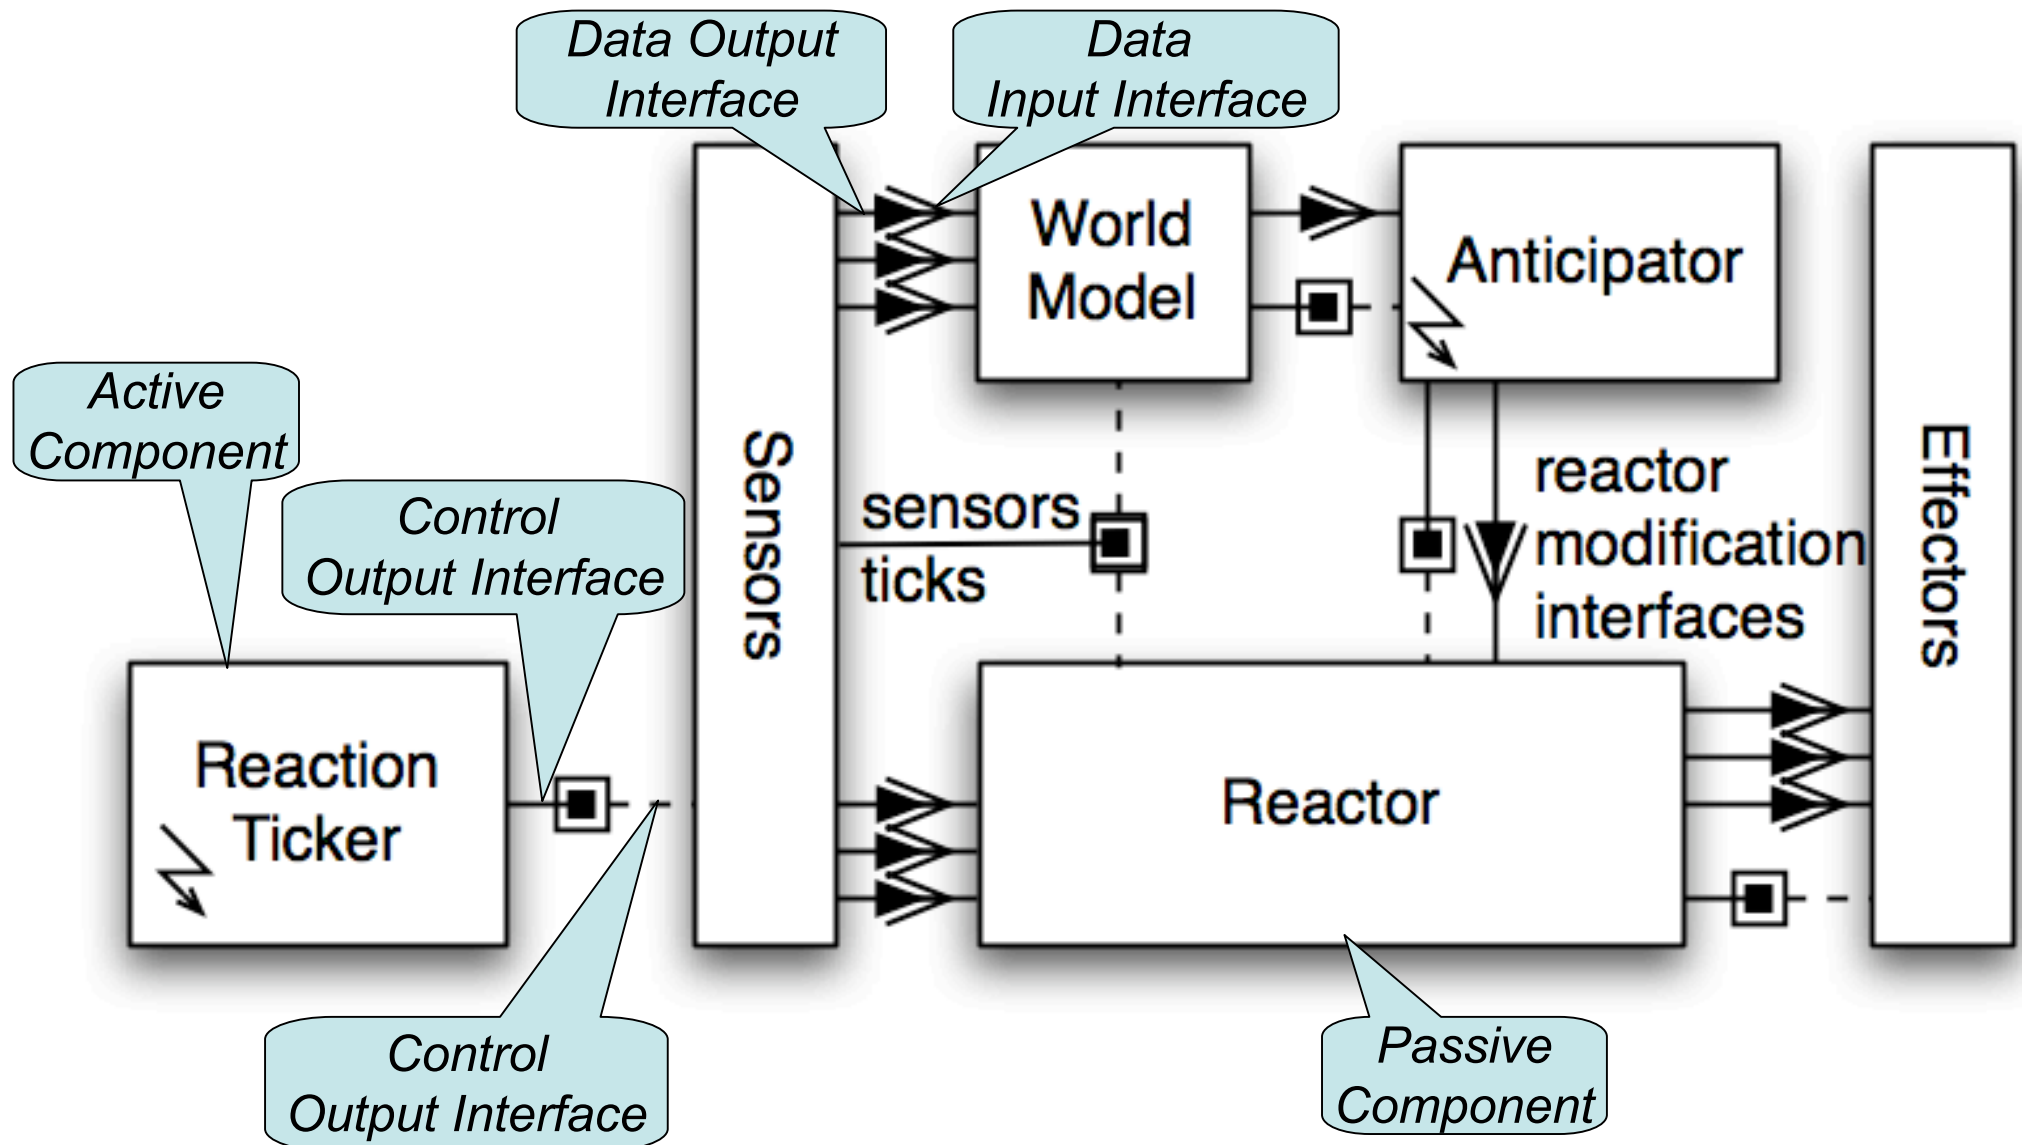 Data Output
Interface
Data
Input Interface
World
Model
Anticipator
Active
Component
Control
Output Interface
Sensors
sensors
ticks
reactor
modification
interfaces
Effectors
Reaction
Ticker
Reactor
Control
Output Interface
Passive
Component